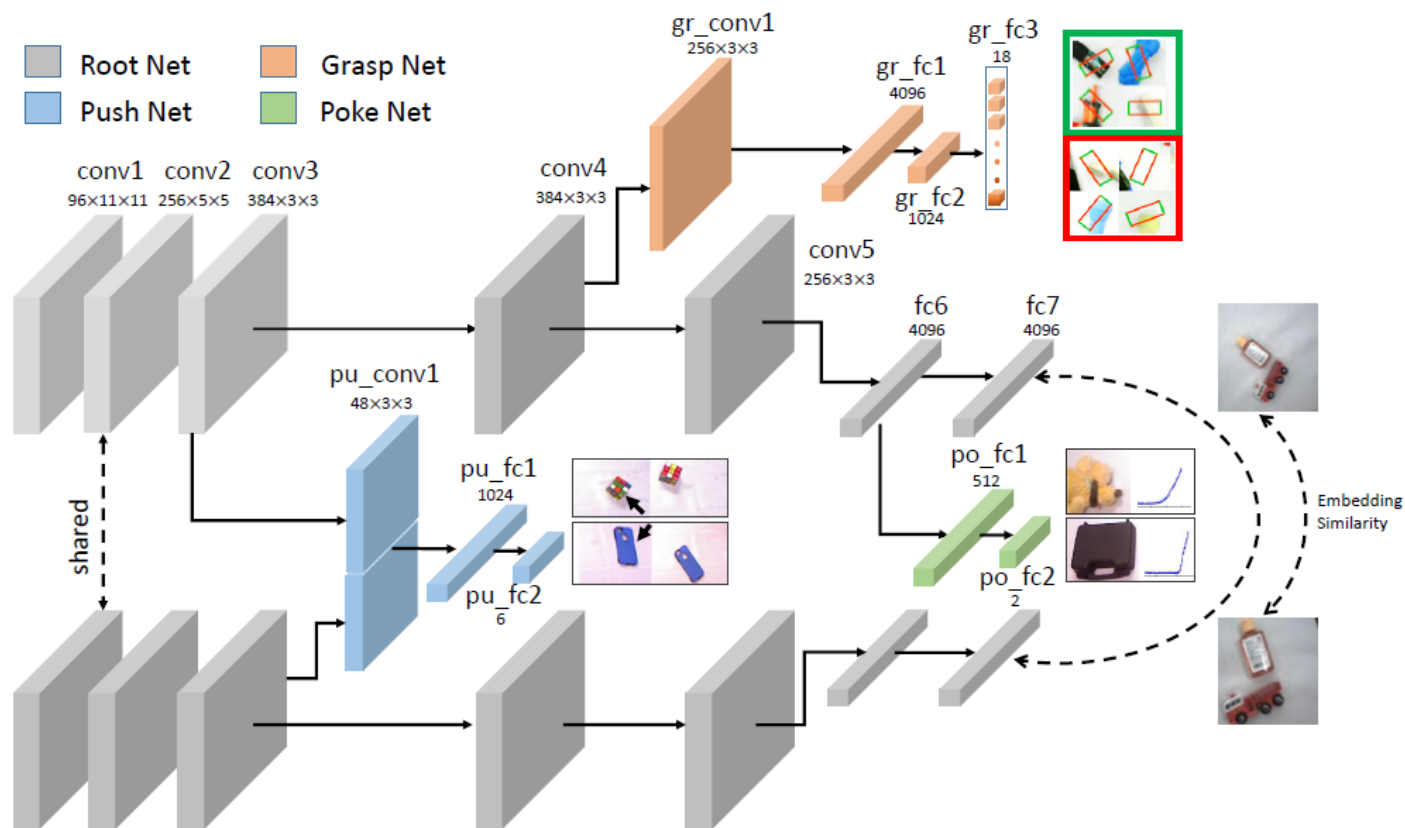 Root Net
Grasp Net
Push Net
Poke Net
gr_conv1
256×3×3
gr_fc3
18
gr_fc1
4096
gr_fc2
1024
conv1
96×11×11
conv2
256×5×5
conv3
384×3×3
conv4
384×3×3
conv5
256×3×3
fc6
4096
fc7
4096
pu_conv1
48×3×3
pu_fc1
1024
pu_fc2
6
po_fc1
512
po_fc2
2
shared
Embedding
Similarity